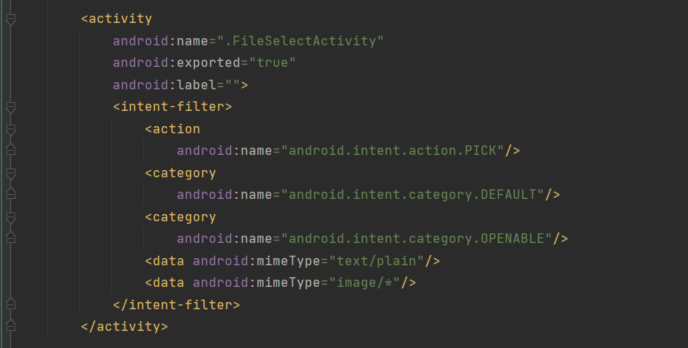 <activity
android:name=".FileSelectActivity"
android:exported="true"
android:label="">
<intent-filter>
<action
android:name="android.intent.action.PICK"/>
<category
android:name="android.intent.category.DEFAULT"/>
<category
android:name="android.intent.category.OPENABLE"/>
<data android:mimeType="text/plain"/>
<data android:mimeType="image/*"/>
</intent-filter>
</activity>